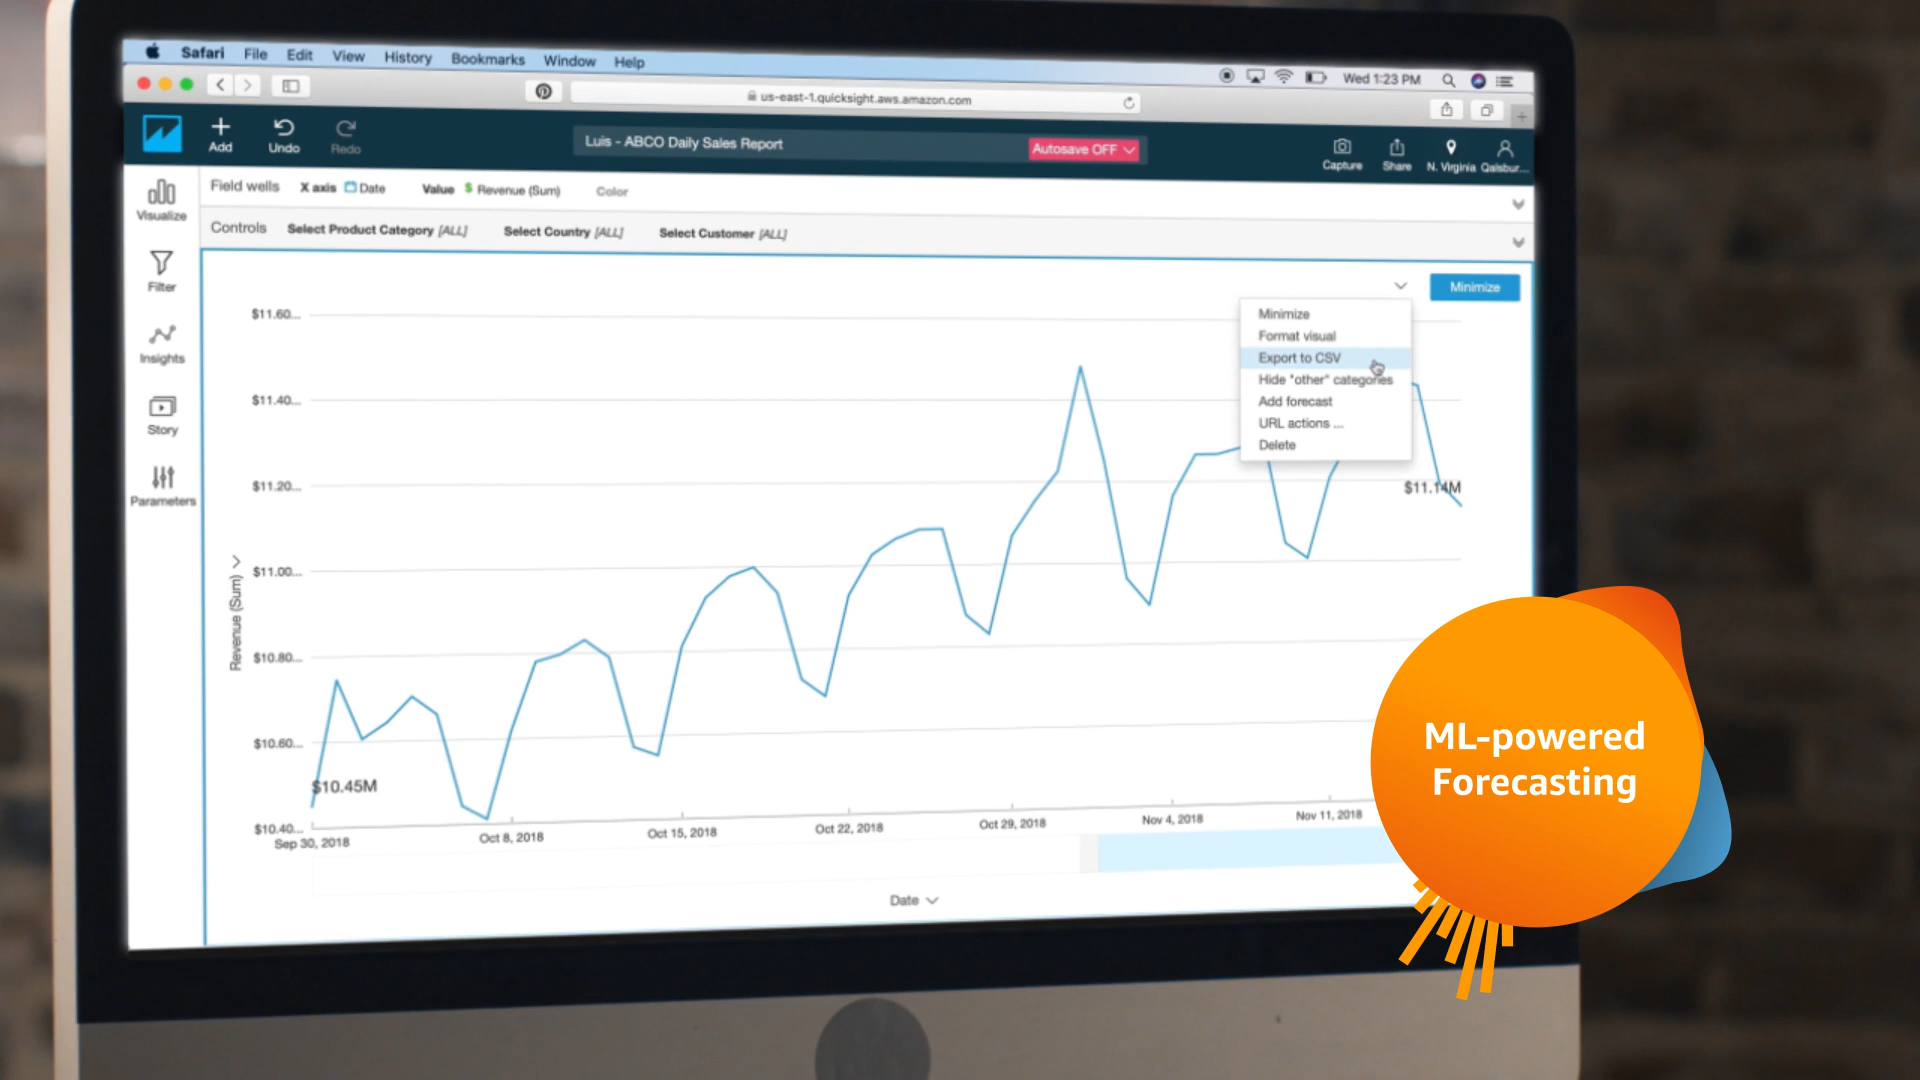 Safari File Edit View History Bookmarks Window Help
Wed 1:23 PM
us-east-1.quicksight.aws.amazon.com
Add Undo Redo
Luis - ABCO Daily Sales Report
Autosave OFF
Capture Share N. Virginia Qaisbur...
Visualize
Filter
Insights
Story
Parameters
Field wells X axis Date Value $ Revenue (Sum) Color
Controls Select Product Category [ALL] Select Country [ALL] Select Customer [ALL]
Minimize
Minimize
Format visual
Export to CSV
Hide "other" categories
Add forecast
URL actions ...
Delete
$11.60...
$11.40...
$11.20...
$11.00...
$10.80...
$10.60...
$10.40...
Revenue (Sum)
$11.14M
$10.45M
Sep 30, 2018
Oct 8, 2018
Oct 15, 2018
Oct 22, 2018
Oct 29, 2018
Nov 4, 2018
Nov 11, 2018
Date
ML-powered
Forecasting